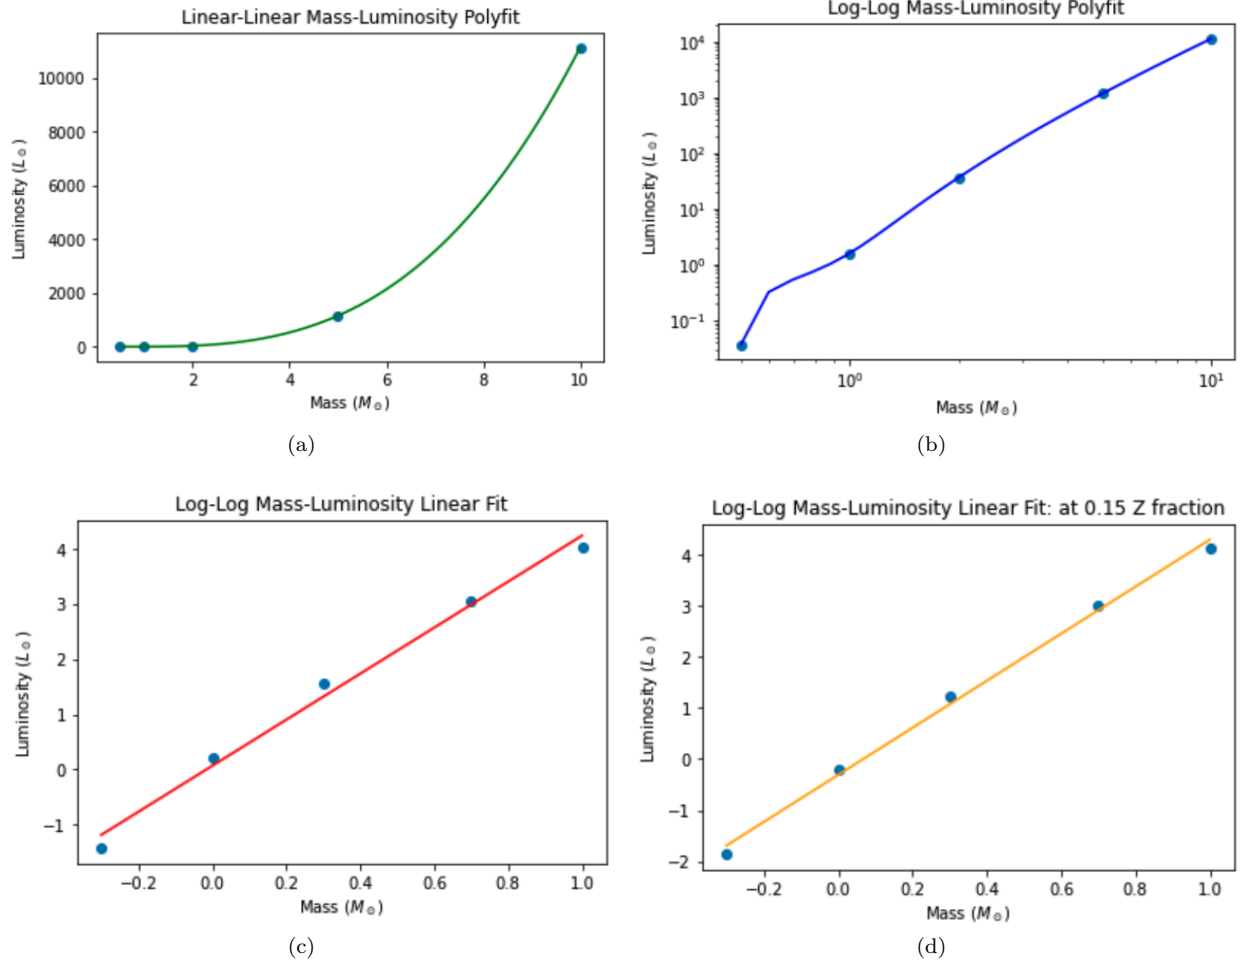 Linear-Linear Mass-Luminosity Polyfit
10000
8000
6000
4000
2000
0
Luminosity (L☉)
2 4 6 8 10
Mass (M☉)
(a)
Log-Log Mass-Luminosity Polyfit
10⁴
10³
10²
10¹
10⁰
10⁻¹
Luminosity (L☉)
10⁰ 10¹
Mass (M☉)
(b)
Log-Log Mass-Luminosity Linear Fit
4
3
2
1
0
−1
Luminosity (L☉)
−0.2 0.0 0.2 0.4 0.6 0.8 1.0
Mass (M☉)
(c)
Log-Log Mass-Luminosity Linear Fit: at 0.15 Z fraction
4
3
2
1
0
−1
−2
Luminosity (L☉)
−0.2 0.0 0.2 0.4 0.6 0.8 1.0
Mass (M☉)
(d)